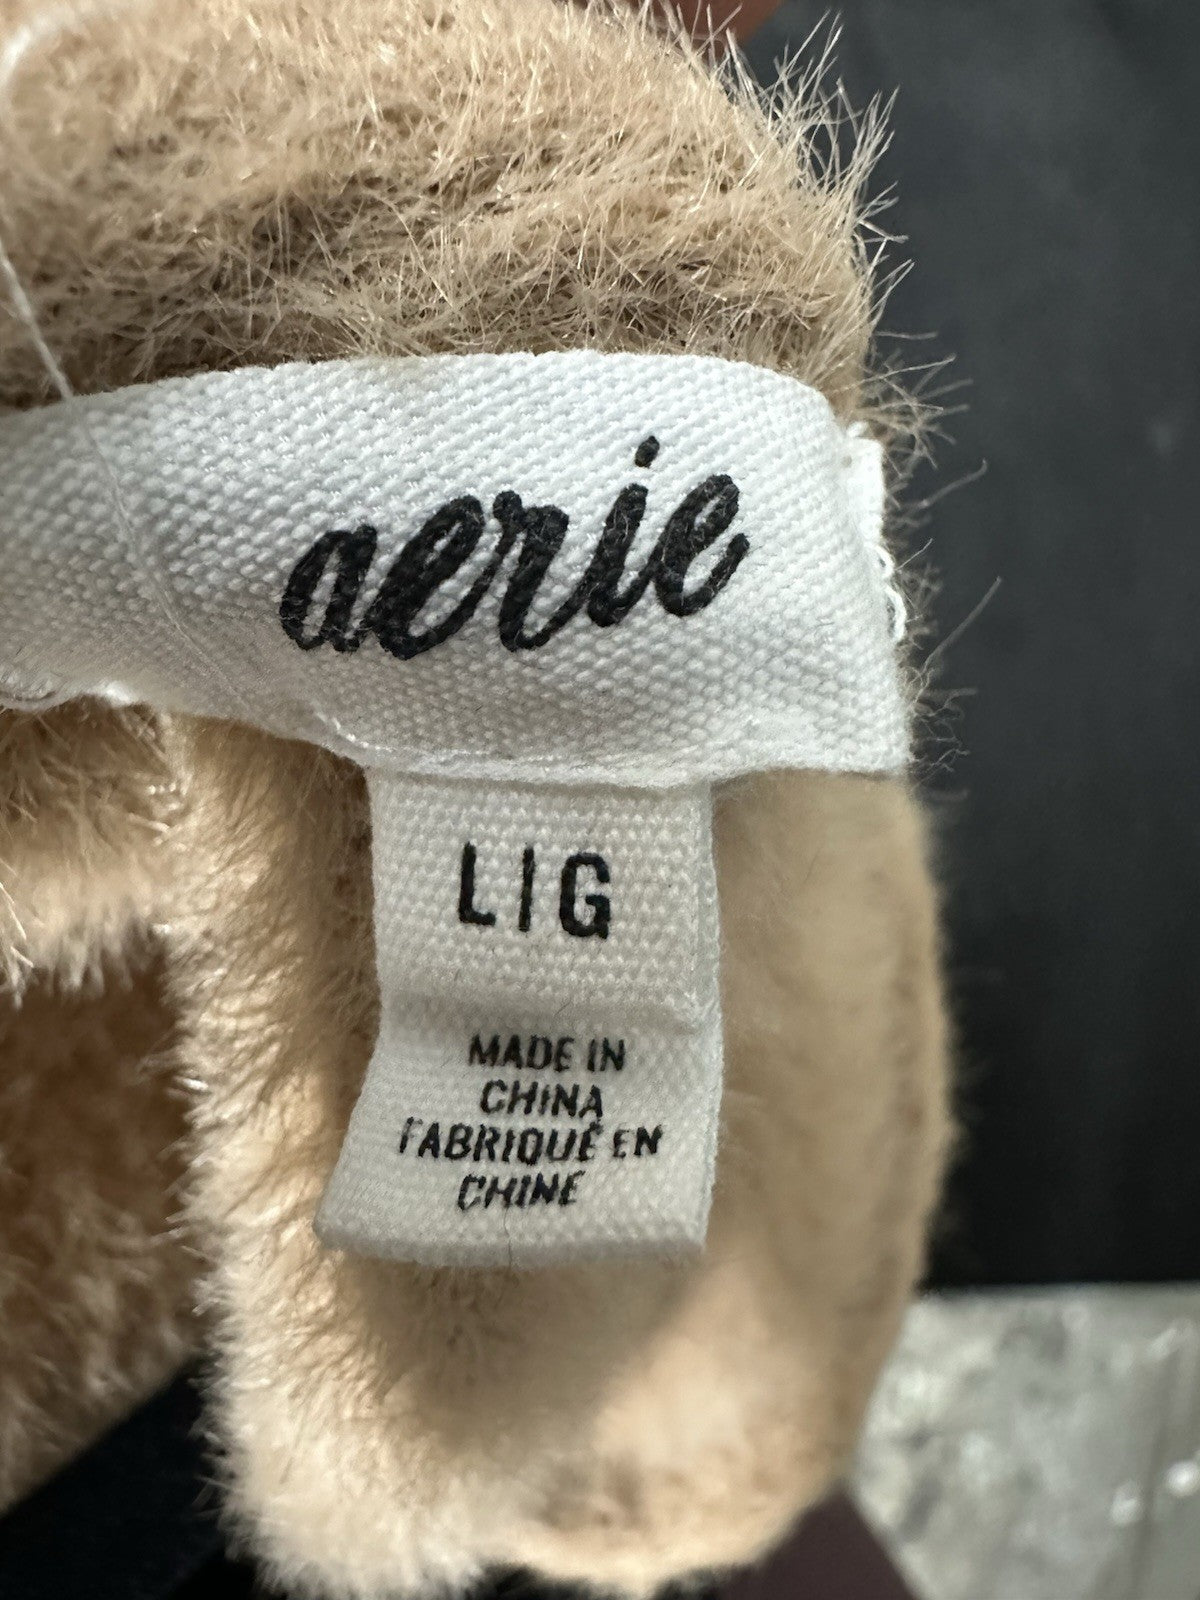 aerie
L|G
MADE IN
CHINA
FABRIQUÉ EN
CHINE